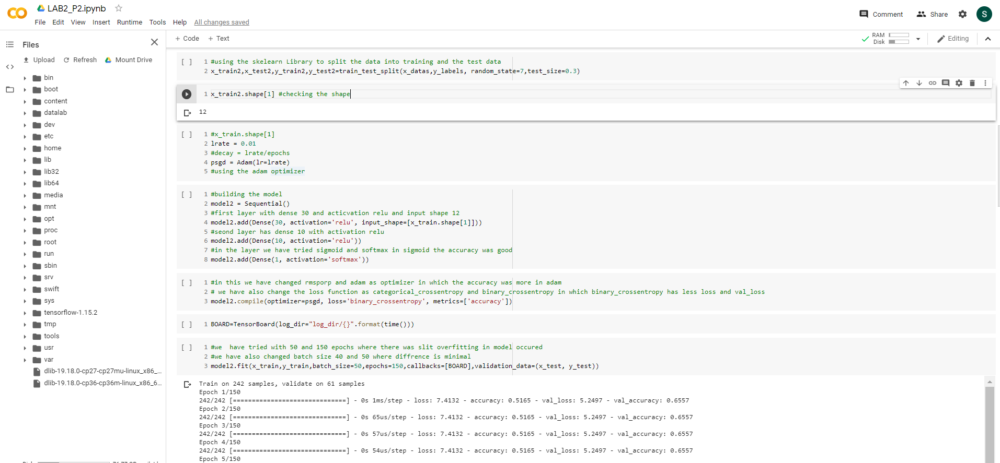 LAB2_P2.ipynb
File Edit View Insert Runtime Tools Help All changes saved
Comment Share S
Files
Upload Refresh Mount Drive
bin
boot
content
datalab
dev
etc
home
lib
lib32
lib64
media
mnt
opt
proc
root
run
sbin
srv
swift
sys
tensorflow-1.15.2
tmp
tools
usr
var
dlib-19.18.0-cp27-cp27mu-linux_x86_...
dlib-19.18.0-cp36-cp36m-linux_x86_6...
+ Code + Text
RAM
Disk
Editing
[ ] 1 #using the skelearn Library to split the data into training and the test data
2 x_train2,x_test2,y_train2,y_test2=train_test_split(x_datas,y_labels, random_state=7,test_size=0.3)
1 x_train2.shape[1] #checking the shape
12
[ ] 1 #x_train.shape[1]
2 lrate = 0.01
3 #decay = lrate/epochs
4 psgd = Adam(lr=lrate)
5 #using the adam optimizer
[ ] 1 #building the model
2 model2 = Sequential()
3 #first layer with dense 30 and acticvation relu and input shape 12
4 model2.add(Dense(30, activation='relu', input_shape=[x_train.shape[1]]))
5 #seond layer has dense 10 with activation relu
6 model2.add(Dense(10, activation='relu'))
7 #in the layer we have tried sigmoid and softmax in sigmoid the accuracy was good
8 model2.add(Dense(1, activation='softmax'))
[ ] 1 #in this we have changed rmsporp and adam as optimizer in which the accuracy was more in adam
2 # we have also change the loss function as categorical_crossentropy and binary_crossentropy in which binary_crossentropy has less loss and val_loss
3 model2.compile(optimizer=psgd, loss='binary_crossentropy', metrics=['accuracy'])
[ ] 1 BOARD=TensorBoard(log_dir="log_dir/{}".format(time()))
[ ] 1 #we  have tried with 50 and 150 epochs where there was slit overfitting in model occured
2 #we have also changed batch size 40 and 50 where diffrence is minimal
3 model2.fit(x_train,y_train,batch_size=50,epochs=150,callbacks=[BOARD],validation_data=(x_test, y_test))
Train on 242 samples, validate on 61 samples
Epoch 1/150
242/242 [==============================] - 0s 1ms/step - loss: 7.4132 - accuracy: 0.5165 - val_loss: 5.2497 - val_accuracy: 0.6557
Epoch 2/150
242/242 [==============================] - 0s 65us/step - loss: 7.4132 - accuracy: 0.5165 - val_loss: 5.2497 - val_accuracy: 0.6557
Epoch 3/150
242/242 [==============================] - 0s 57us/step - loss: 7.4132 - accuracy: 0.5165 - val_loss: 5.2497 - val_accuracy: 0.6557
Epoch 4/150
242/242 [==============================] - 0s 54us/step - loss: 7.4132 - accuracy: 0.5165 - val_loss: 5.2497 - val_accuracy: 0.6557
Epoch 5/150